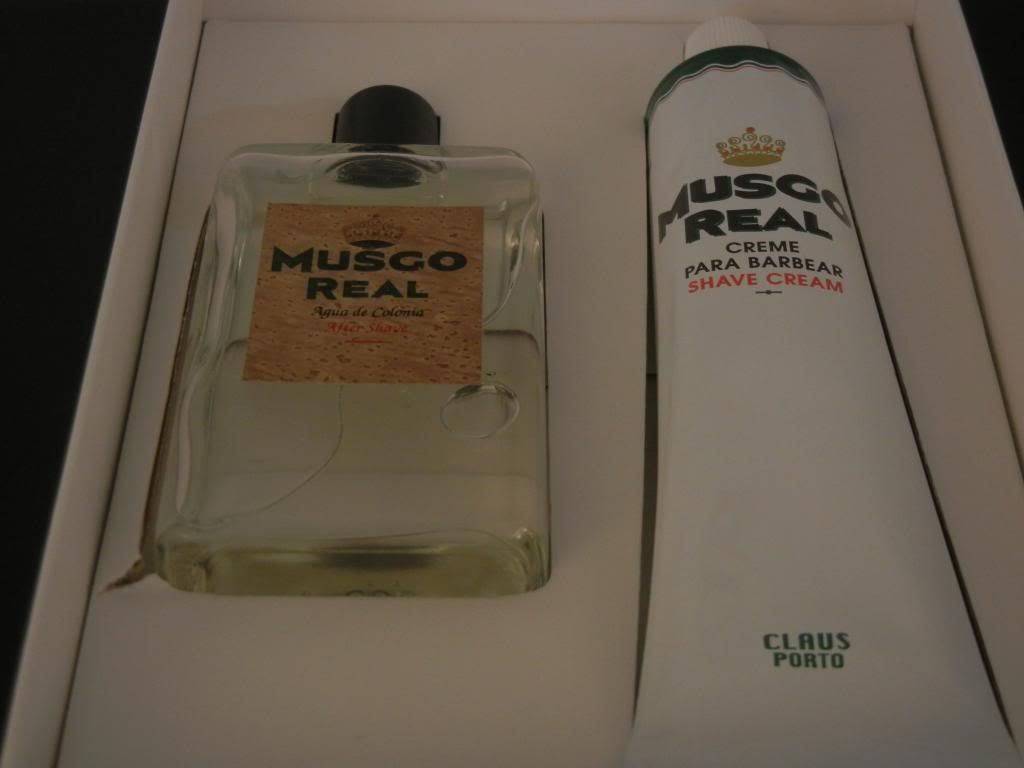 MUSGO
REAL
Agua de Colonia
After Shave
MUSGO
REAL
CREME
PARA BARBEAR
SHAVE CREAM
CLAUS
PORTO